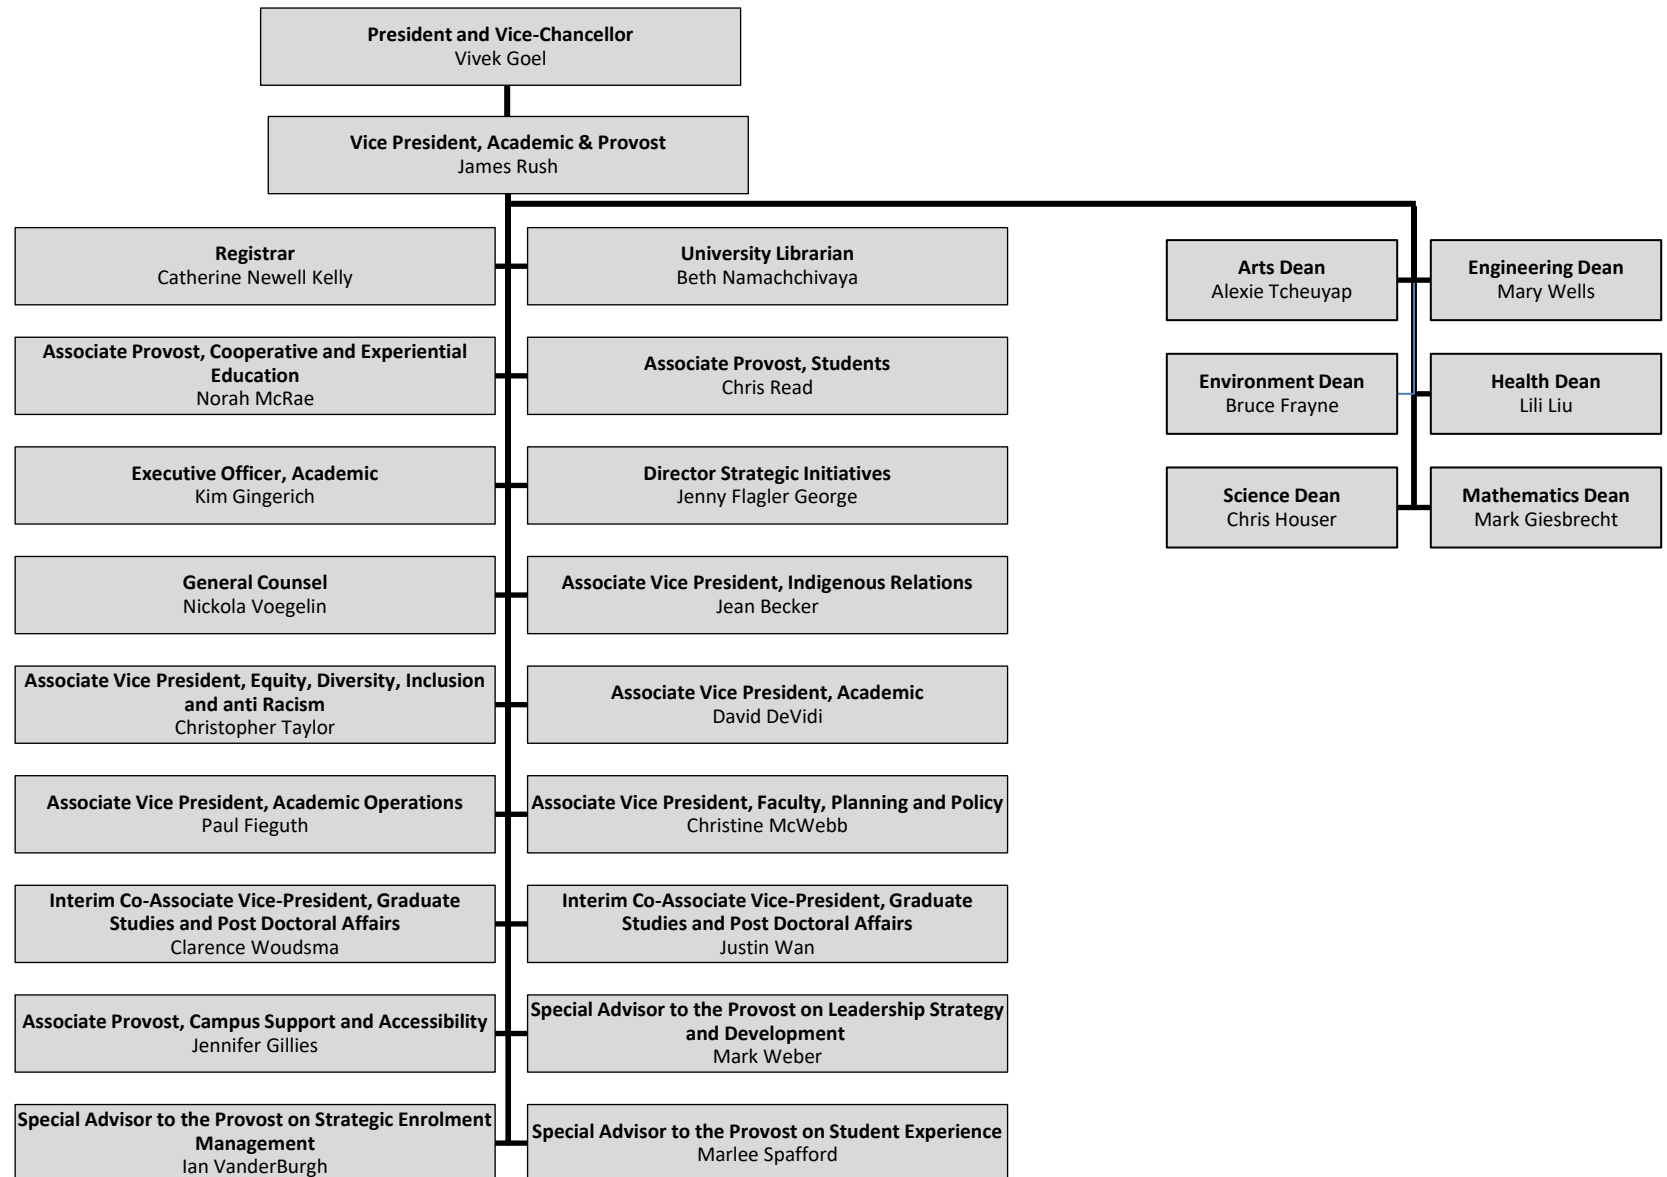 President and Vice-Chancellor
Vivek Goel
Vice President, Academic & Provost
James Rush
Registrar
Catherine Newell Kelly
University Librarian
Beth Namachchivaya
Arts Dean
Alexie Tcheuyap
Engineering Dean
Mary Wells
Associate Provost, Cooperative and Experiential
Education
Norah McRae
Associate Provost, Students
Chris Read
Environment Dean
Bruce Frayne
Health Dean
Lili Liu
Executive Officer, Academic
Kim Gingerich
Director Strategic Initiatives
Jenny Flagler George
Science Dean
Chris Houser
Mathematics Dean
Mark Giesbrecht
General Counsel
Nickola Voegelin
Associate Vice President, Indigenous Relations
Jean Becker
Associate Vice President, Equity, Diversity, Inclusion
and anti Racism
Christopher Taylor
Associate Vice President, Academic
David DeVidi
Associate Vice President, Academic Operations
Paul Fieguth
Associate Vice President, Faculty, Planning and Policy
Christine McWebb
Interim Co-Associate Vice-President, Graduate
Studies and Post Doctoral Affairs
Clarence Woudsma
Interim Co-Associate Vice-President, Graduate
Studies and Post Doctoral Affairs
Justin Wan
Associate Provost, Campus Support and Accessibility
Jennifer Gillies
Special Advisor to the Provost on Leadership Strategy
and Development
Mark Weber
Special Advisor to the Provost on Strategic Enrolment
Management
Ian VanderBurgh
Special Advisor to the Provost on Student Experience
Marlee Spafford